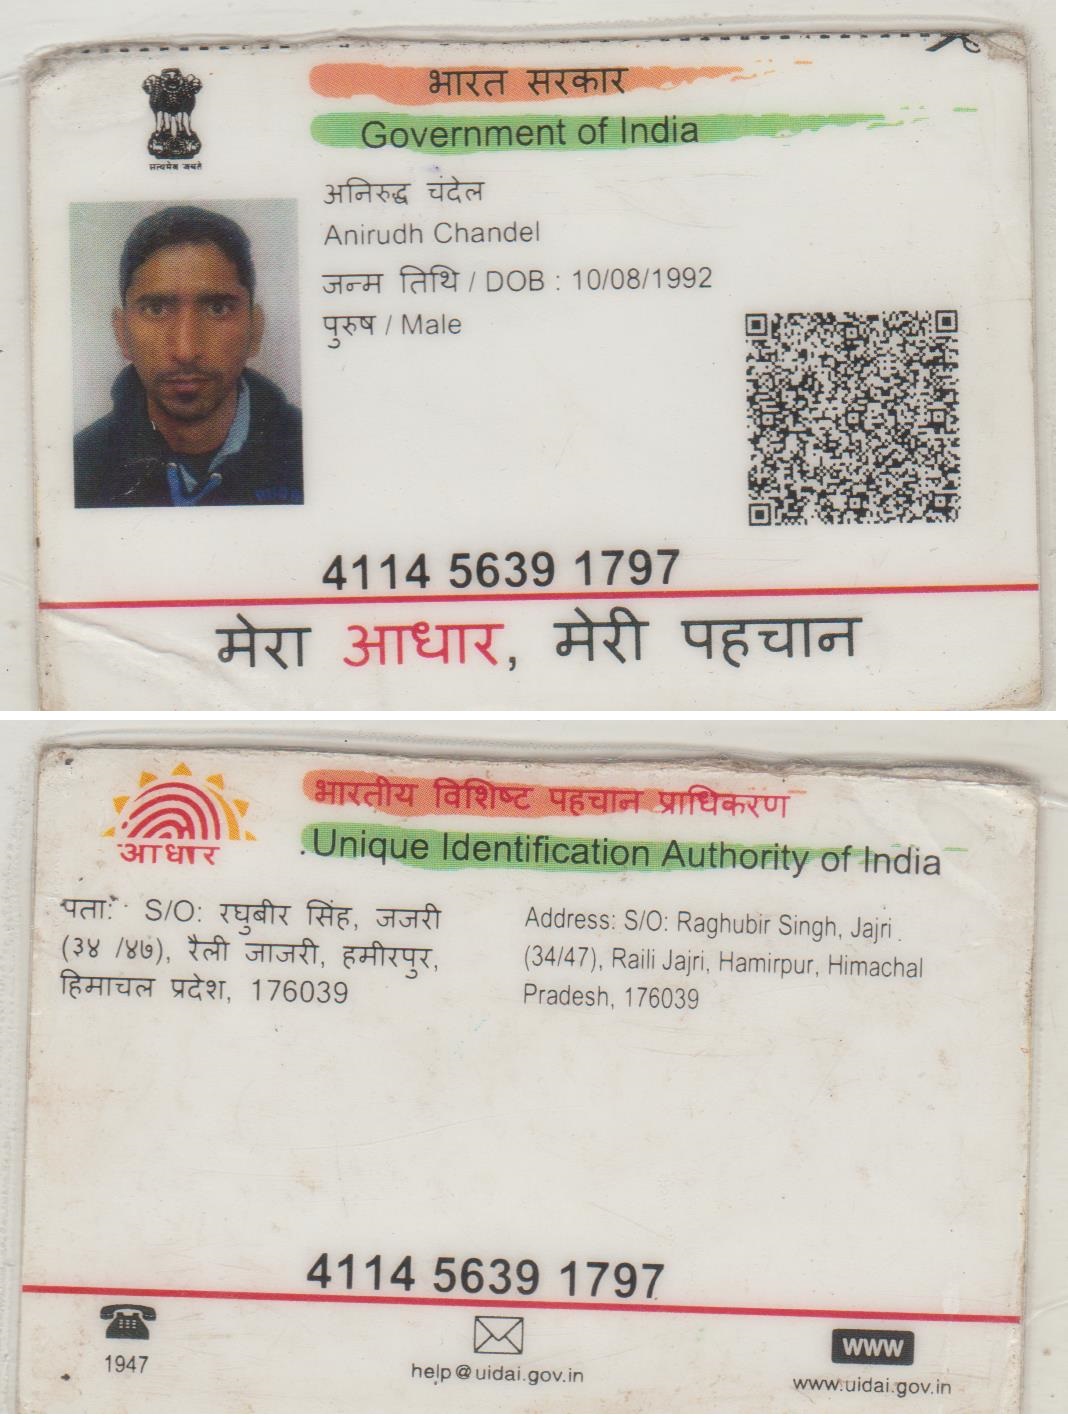 सत्यमेव जयते
भारत सरकार
Government of India
अनिरुद्ध चंदेल
Anirudh Chandel
जन्म तिथि / DOB : 10/08/1992
पुरुष / Male
4114 5639 1797
मेरा आधार, मेरी पहचान
आधार
भारतीय विशिष्ट पहचान प्राधिकरण
Unique Identification Authority of India
पता: S/O: रघुबीर सिंह, जजरी
(३४ /४७), रैली जाजरी, हमीरपुर,
हिमाचल प्रदेश, 176039
Address: S/O: Raghubir Singh, Jajri
(34/47), Raili Jajri, Hamirpur, Himachal
Pradesh, 176039
4114 5639 1797
1947
help@uidai.gov.in
www
www.uidai.gov.in